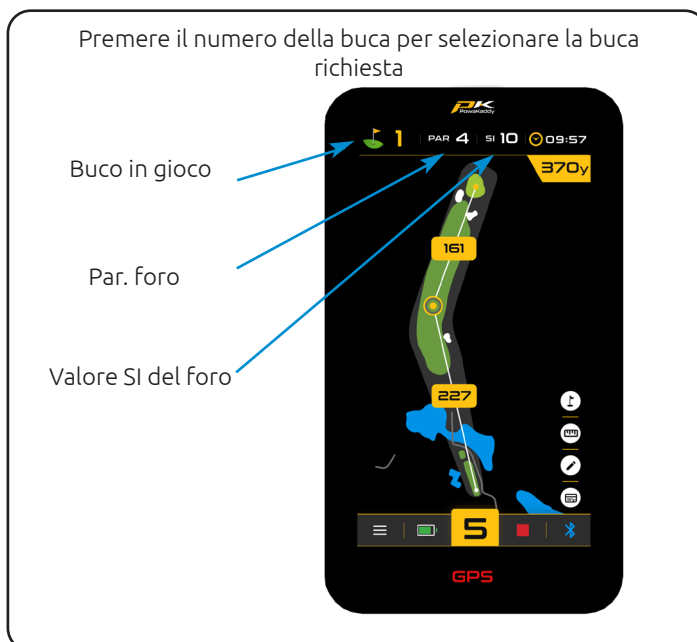 Premere il numero della buca per selezionare la buca
richiesta
PK
PowaKaddy
1 PAR 4 SI 10 09:57
Buco in gioco
370y
161
Par. foro
Valore SI del foro
227
5
GPS